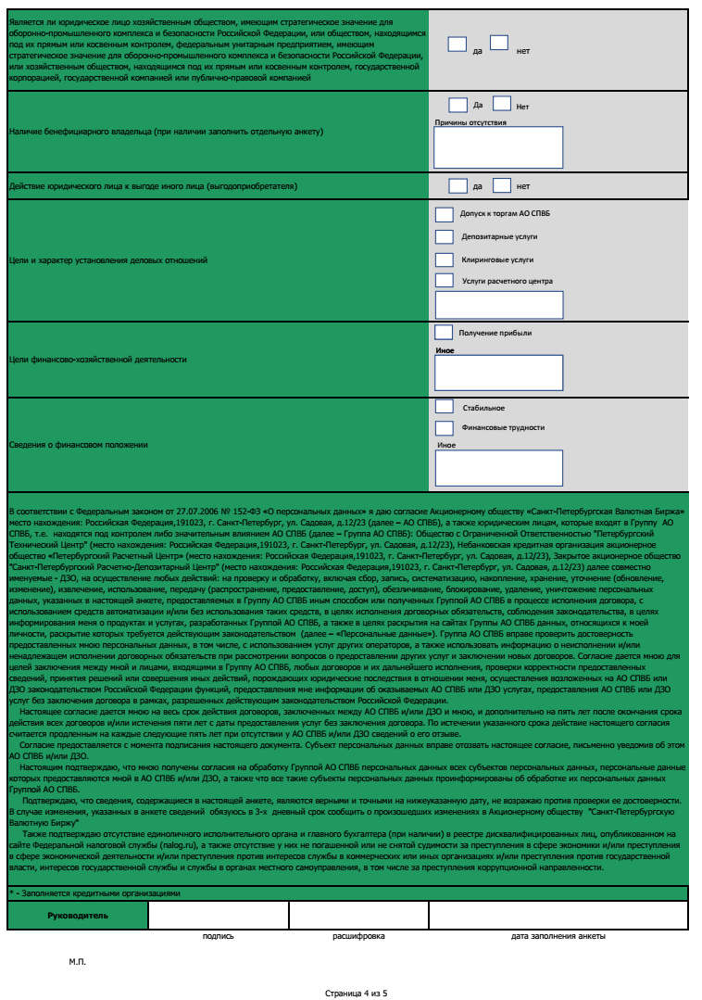 Является ли юридическое лицо хозяйственным обществом, имеющим стратегическое значение для
оборонно-промышленного комплекса и безопасности Российской Федерации, или обществом, находящимся
под их прямым или косвенным контролем, федеральным унитарным предприятием, имеющим
стратегическое значение для оборонно-промышленного комплекса и безопасности Российской Федерации,
или хозяйственным обществом, находящимся под их прямым или косвенным контролем, государственной
корпорацией, государственной компанией или публично-правовой компанией
да нет
Наличие бенефициарного владельца (при наличии заполнить отдельную анкету)
Да Нет
Причины отсутствия
Действие юридического лица к выгоде иного лица (выгодоприобретателя)
да нет
Цели и характер установления деловых отношений
Допуск к торгам АО СПВБ
Депозитарные услуги
Клиринговые услуги
Услуги расчетного центра
Цели финансово-хозяйственной деятельности
Получение прибыли
Иное
Сведения о финансовом положении
Стабильное
Финансовые трудности
Иное
В соответствии с Федеральным законом от 27.07.2006 № 152-ФЗ «О персональных данных» я даю согласие Акционерному обществу «Санкт-Петербургская Валютная Биржа»
место нахождения: Российская Федерация,191023, г. Санкт-Петербург, ул. Садовая, д.12/23 (далее – АО СПВБ), а также юридическим лицам, которые входят в Группу АО
СПВБ, т.е. находятся под контролем либо значительным влиянием АО СПВБ (далее – Группа АО СПВБ): Общество с Ограниченной Ответственностью "Петербургский
Технический Центр" (место нахождения: Российская Федерация,191023, г. Санкт-Петербург, ул. Садовая, д.12/23), Небанковская кредитная организация акционерное
общество «Петербургский Расчетный Центр» (место нахождения: Российская Федерация,191023, г. Санкт-Петербург, ул. Садовая, д.12/23), Закрытое акционерное общество
"Санкт-Петербургский Расчетно-Депозитарный Центр" (место нахождения: Российская Федерация,191023, г. Санкт-Петербург, ул. Садовая, д.12/23) далее совместно
именуемые - ДЗО, на осуществление любых действий: на проверку и обработку, включая сбор, запись, систематизацию, накопление, хранение, уточнение (обновление,
изменение), извлечение, использование, передачу (распространение, предоставление, доступ), обезличивание, блокирование, удаление, уничтожение персональных
данных, указанных в настоящей анкете, предоставляемых в Группу АО СПВБ иным способом или полученных Группой АО СПВБ в процессе исполнения договора, с
использованием средств автоматизации и/или без использования таких средств, в целях исполнения договорных обязательств, соблюдения законодательства, в целях
информирования меня о продуктах и услугах, разработанных Группой АО СПВБ, а также в целях раскрытия на сайтах Группы АО СПВБ данных, относящихся к моей
личности, раскрытие которых требуется действующим законодательством (далее – «Персональные данные»). Группа АО СПВБ вправе проверить достоверность
предоставленных мною персональных данных, в том числе, с использованием услуг других операторов, а также использовать информацию о неисполнении и/или
ненадлежащем исполнении договорных обязательств при рассмотрении вопросов о предоставлении других услуг и заключении новых договоров. Согласие дается мною для
целей заключения между мной и лицами, входящими в Группу АО СПВБ, любых договоров и их дальнейшего исполнения, проверки корректности предоставленных
сведений, принятия решений или совершения иных действий, порождающих юридические последствия в отношении меня, осуществления возложенных на АО СПВБ или
ДЗО законодательством Российской Федерации функций, предоставления мне информации об оказываемых АО СПВБ или ДЗО услугах, предоставления АО СПВБ или ДЗО
услуг без заключения договора в рамках, разрешенных действующим законодательством Российской Федерации.
Настоящее согласие дается мною на весь срок действия договоров, заключенных между АО СПВБ и/или ДЗО и мною, и дополнительно на пять лет после окончания срока
действия всех договоров и/или истечения пяти лет с даты предоставления услуг без заключения договора. По истечении указанного срока действие настоящего согласия
считается продленным на каждые следующие пять лет при отсутствии у АО СПВБ и/или ДЗО сведений о его отзыве.
Согласие предоставляется с момента подписания настоящего документа. Субъект персональных данных вправе отозвать настоящее согласие, письменно уведомив об этом
АО СПВБ и/или ДЗО.
Настоящим подтверждаю, что мною получены согласия на обработку Группой АО СПВБ персональных данных всех субъектов персональных данных, персональные данные
которых предоставляются мной в АО СПВБ и/или ДЗО, а также что все такие субъекты персональных данных проинформированы об обработке их персональных данных
Группой АО СПВБ.
Подтверждаю, что сведения, содержащиеся в настоящей анкете, являются верными и точными на нижеуказанную дату, не возражаю против проверки ее достоверности.
В случае изменения, указанных в анкете сведений обязуюсь в 3-х дневный срок сообщить о произошедших изменениях в Акционерному обществу "Санкт-Петербургскую
Валютную Биржу"
Также подтверждаю отсутствие единоличного исполнительного органа и главного бухгалтера (при наличии) в реестре дисквалифицированных лиц, опубликованном на
сайте Федеральной налоговой службы (nalog.ru), а также отсутствие у них не погашенной или не снятой судимости за преступления в сфере экономики и/или преступления
в сфере экономической деятельности и/или преступления против интересов службы в коммерческих или иных организациях и/или преступления против государственной
власти, интересов государственной службы и службы в органах местного самоуправления, в том числе за преступления коррупционной направленности.
* - Заполняется кредитными организациями
Руководитель
подпись расшифровка дата заполнения анкеты
М.П.
Страница 4 из 5